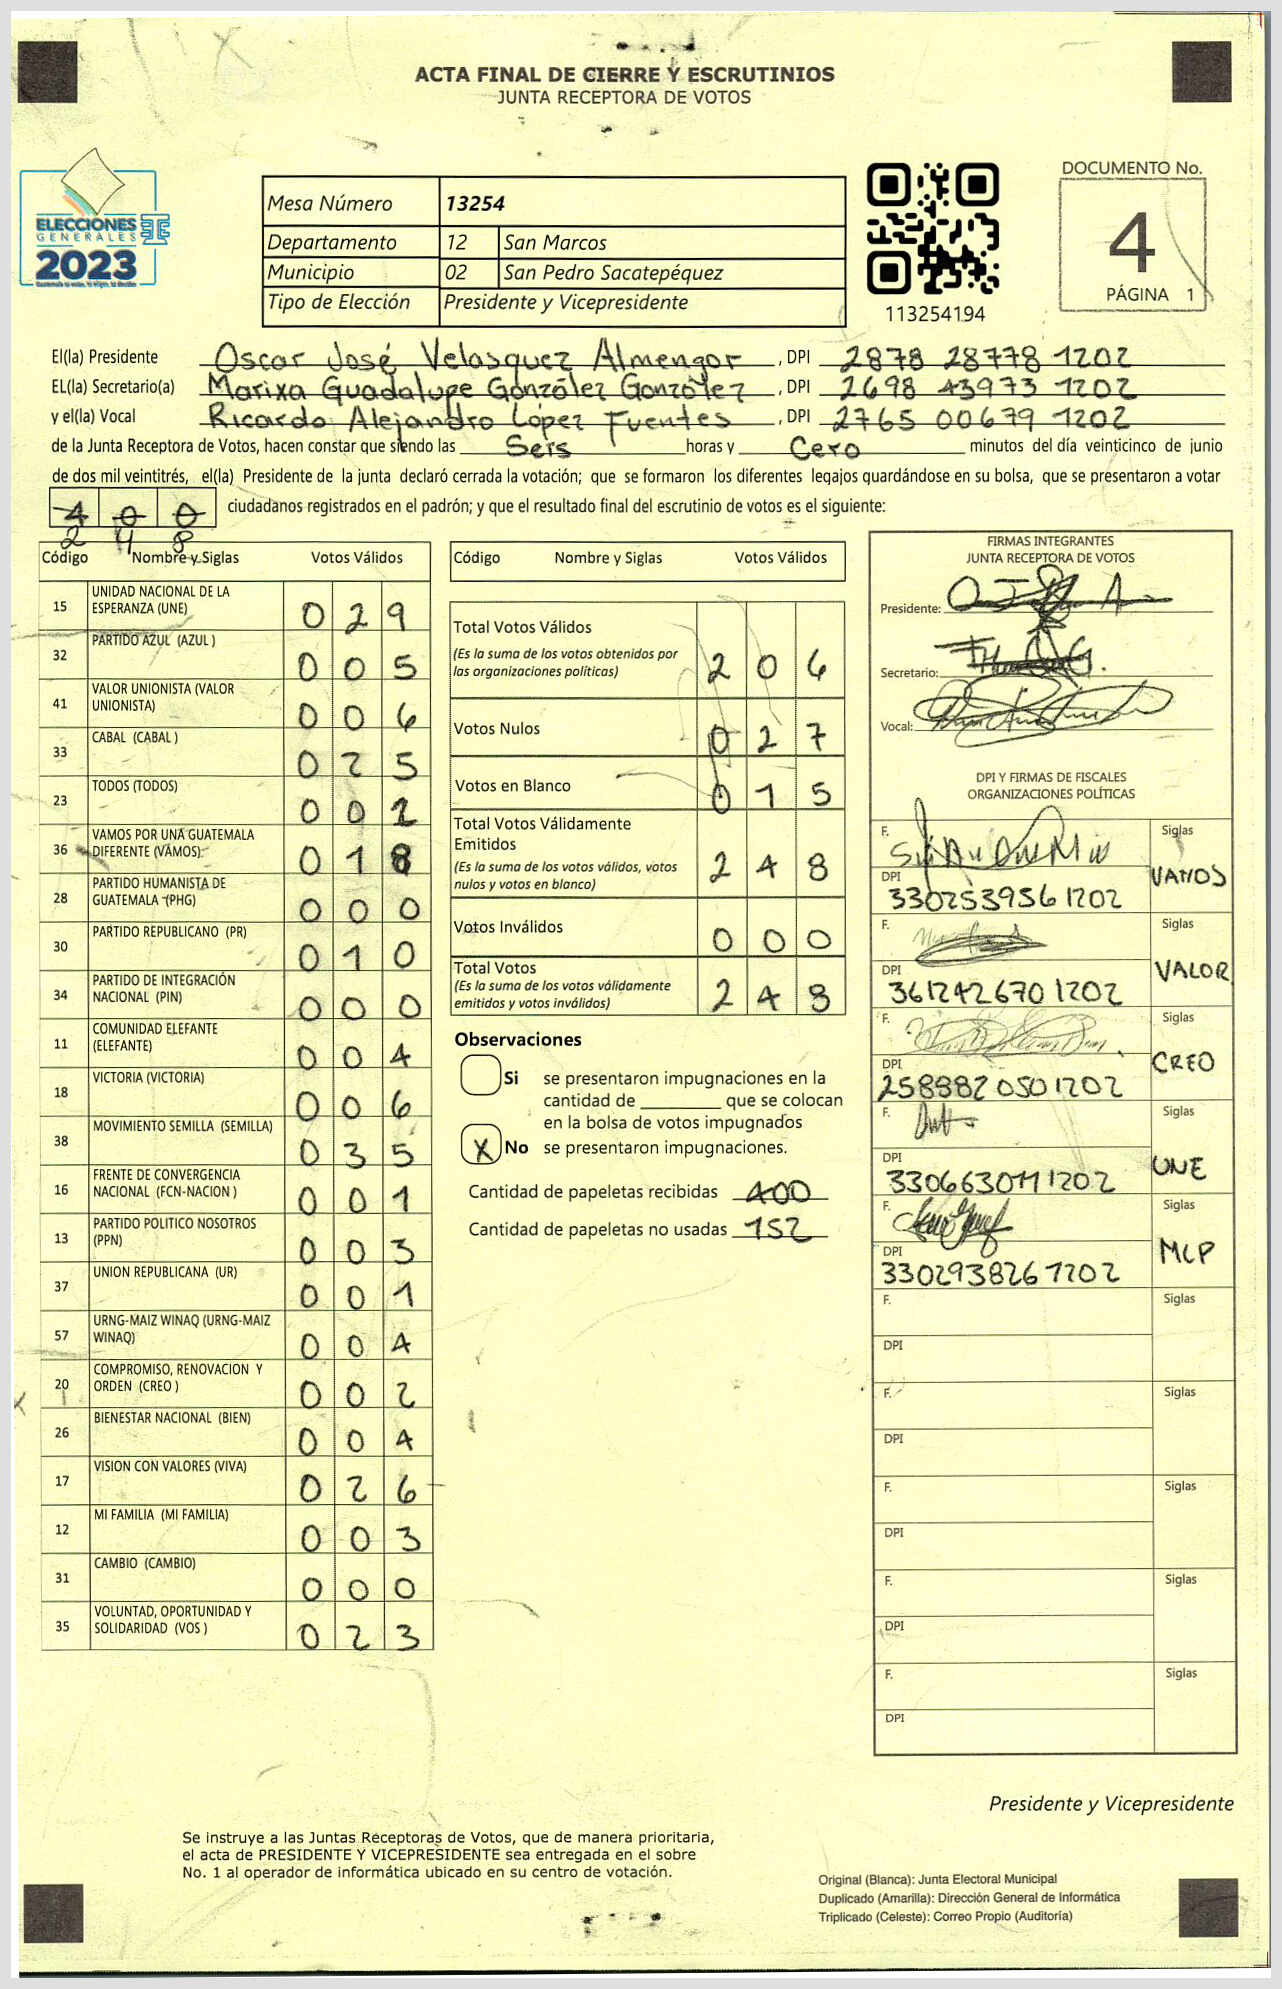 ACTA FINAL DE CIERRE Y ESCRUTINIOS
JUNTA RECEPTORA DE VOTOS
ELECCIONES
GENERALES
2023
Mesa Número 13254
Departamento 12 San Marcos
Municipio 02 San Pedro Sacatepéquez
Tipo de Elección Presidente y Vicepresidente
113254194
DOCUMENTO No.
4
PÁGINA 1
El(la) Presidente Oscar José Velasquez Almengor, DPI 2878 28778 1202
EL(la) Secretario(a) Marixa Guadalupe González González, DPI 2698 43973 1202
y el(la) Vocal Ricardo Alejandro López Fuentes, DPI 2765 00679 1202
de la Junta Receptora de Votos, hacen constar que siendo las Seis horas y Cero minutos del día veinticinco de junio
de dos mil veintitrés, el(la) Presidente de la junta declaró cerrada la votación; que se formaron los diferentes legajos guardándose en su bolsa, que se presentaron a votar
4 0 0 ciudadanos registrados en el padrón; y que el resultado final del escrutinio de votos es el siguiente:
2 4 8
Código Nombre y Siglas Votos Válidos
15 UNIDAD NACIONAL DE LA
ESPERANZA (UNE) 0 2 9
32 PARTIDO AZUL (AZUL ) 0 0 5
41 VALOR UNIONISTA (VALOR
UNIONISTA) 0 0 6
33 CABAL (CABAL ) 0 2 5
23 TODOS (TODOS) 0 0 2
36 VAMOS POR UNA GUATEMALA
DIFERENTE (VAMOS) 0 1 8
28 PARTIDO HUMANISTA DE
GUATEMALA (PHG) 0 0 0
30 PARTIDO REPUBLICANO (PR) 0 1 0
34 PARTIDO DE INTEGRACIÓN
NACIONAL (PIN) 0 0 0
11 COMUNIDAD ELEFANTE
(ELEFANTE) 0 0 4
18 VICTORIA (VICTORIA) 0 0 6
38 MOVIMIENTO SEMILLA (SEMILLA) 0 3 5
16 FRENTE DE CONVERGENCIA
NACIONAL (FCN-NACION ) 0 0 1
13 PARTIDO POLITICO NOSOTROS
(PPN) 0 0 3
37 UNION REPUBLICANA (UR) 0 0 1
57 URNG-MAIZ WINAQ (URNG-MAIZ
WINAQ) 0 0 4
20 COMPROMISO, RENOVACION Y
ORDEN (CREO ) 0 0 2
26 BIENESTAR NACIONAL (BIEN) 0 0 4
17 VISION CON VALORES (VIVA) 0 2 6
12 MI FAMILIA (MI FAMILIA) 0 0 3
31 CAMBIO (CAMBIO) 0 0 0
35 VOLUNTAD, OPORTUNIDAD Y
SOLIDARIDAD (VOS ) 0 2 3
Código Nombre y Siglas Votos Válidos
Total Votos Válidos
(Es la suma de los votos obtenidos por
las organizaciones políticas) 2 0 6
Votos Nulos 0 2 7
Votos en Blanco 0 1 5
Total Votos Válidamente
Emitidos
(Es la suma de los votos válidos, votos
nulos y votos en blanco) 2 4 8
Votos Inválidos 0 0 0
Total Votos
(Es la suma de los votos válidamente
emitidos y votos inválidos) 2 4 8
Observaciones
Si se presentaron impugnaciones en la
cantidad de ________ que se colocan
en la bolsa de votos impugnados
X No se presentaron impugnaciones.
Cantidad de papeletas recibidas 400
Cantidad de papeletas no usadas 152
FIRMAS INTEGRANTES
JUNTA RECEPTORA DE VOTOS
Presidente:
Secretario:
Vocal:
DPI Y FIRMAS DE FISCALES
ORGANIZACIONES POLÍTICAS
F. Siglas
VAMOS
DPI
3302539561202
F. Siglas
VALOR
DPI
3612426701202
F. Siglas
CREO
DPI
2589820501202
F. Siglas
UNE
DPI
3306630111202
F. Siglas
MLP
DPI
3302938261202
F. Siglas
DPI
F. Siglas
DPI
F. Siglas
DPI
F. Siglas
DPI
F. Siglas
DPI
Presidente y Vicepresidente
Se instruye a las Juntas Receptoras de Votos, que de manera prioritaria,
el acta de PRESIDENTE Y VICEPRESIDENTE sea entregada en el sobre
No. 1 al operador de informática ubicado en su centro de votación.
Original (Blanca): Junta Electoral Municipal
Duplicado (Amarilla): Dirección General de Informática
Triplicado (Celeste): Correo Propio (Auditoría)